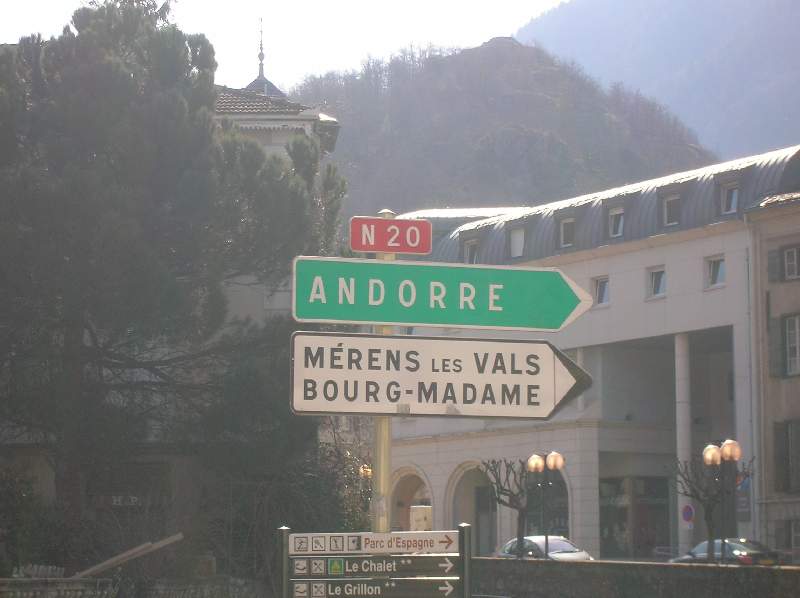 N 20
ANDORRE
MÉRENS LES VALS
BOURG-MADAME
Parc d'Espagne
Le Chalet **
Le Grillon **